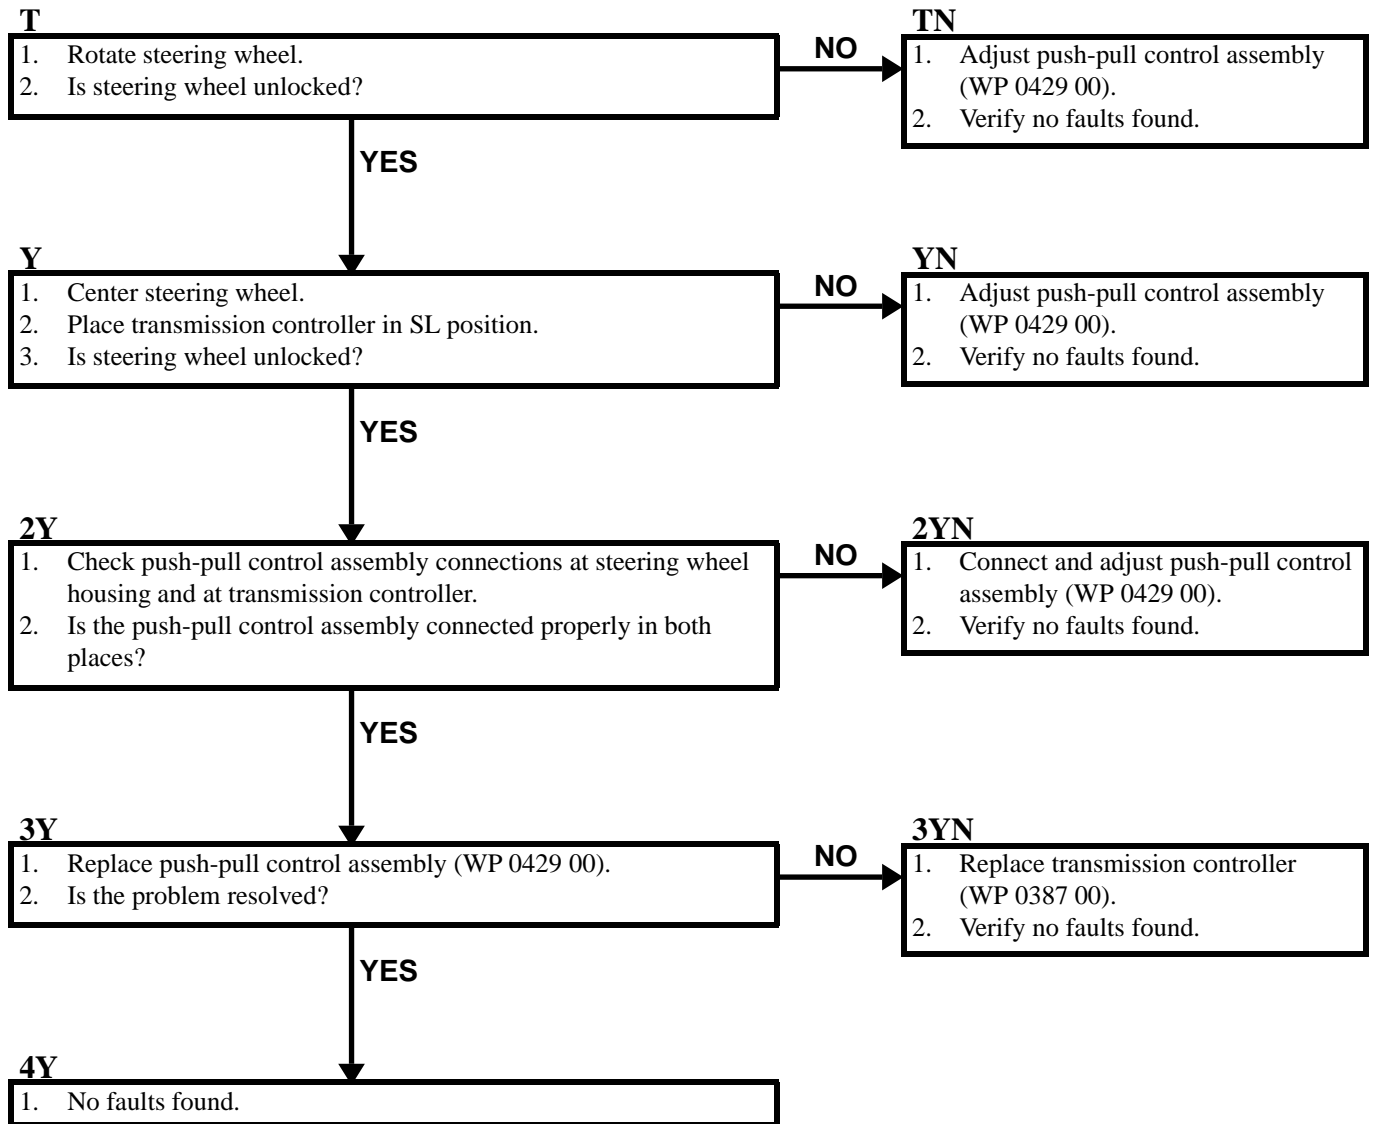 T
1. Rotate steering wheel.
2. Is steering wheel unlocked?
NO
TN
1. Adjust push-pull control assembly
(WP 0429 00).
2. Verify no faults found.
YES
Y
1. Center steering wheel.
2. Place transmission controller in SL position.
3. Is steering wheel unlocked?
NO
YN
1. Adjust push-pull control assembly
(WP 0429 00).
2. Verify no faults found.
YES
2Y
1. Check push-pull control assembly connections at steering wheel
housing and at transmission controller.
2. Is the push-pull control assembly connected properly in both
places?
NO
2YN
1. Connect and adjust push-pull control
assembly (WP 0429 00).
2. Verify no faults found.
YES
3Y
1. Replace push-pull control assembly (WP 0429 00).
2. Is the problem resolved?
NO
3YN
1. Replace transmission controller
(WP 0387 00).
2. Verify no faults found.
YES
4Y
1. No faults found.